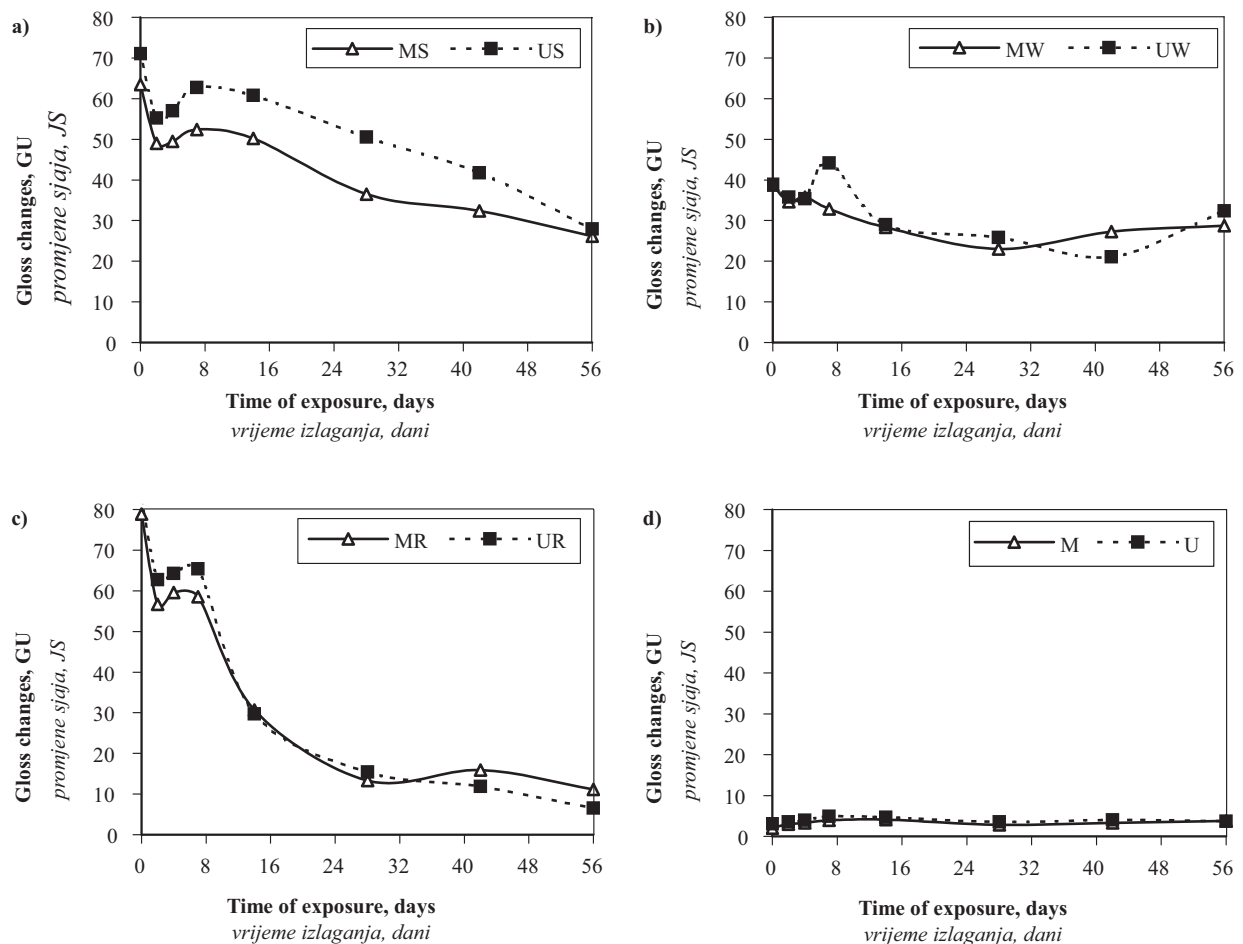 a)
80
70
60
50
40
30
20
10
0
MS US
Gloss changes, GU
promjene sjaja, JS
0 8 16 24 32 40 48 56
Time of exposure, days
vrijeme izlaganja, dani
b)
80
70
60
50
40
30
20
10
0
MW UW
Gloss changes, GU
promjene sjaja, JS
0 8 16 24 32 40 48 56
Time of exposure, days
vrijeme izlaganja, dani
c)
80
70
60
50
40
30
20
10
0
MR UR
Gloss changes, GU
promjene sjaja, JS
0 8 16 24 32 40 48 56
Time of exposure, days
vrijeme izlaganja, dani
d)
80
70
60
50
40
30
20
10
0
M U
Gloss changes, GU
promjene sjaja, JS
0 8 16 24 32 40 48 56
Time of exposure, days
vrijeme izlaganja, dani